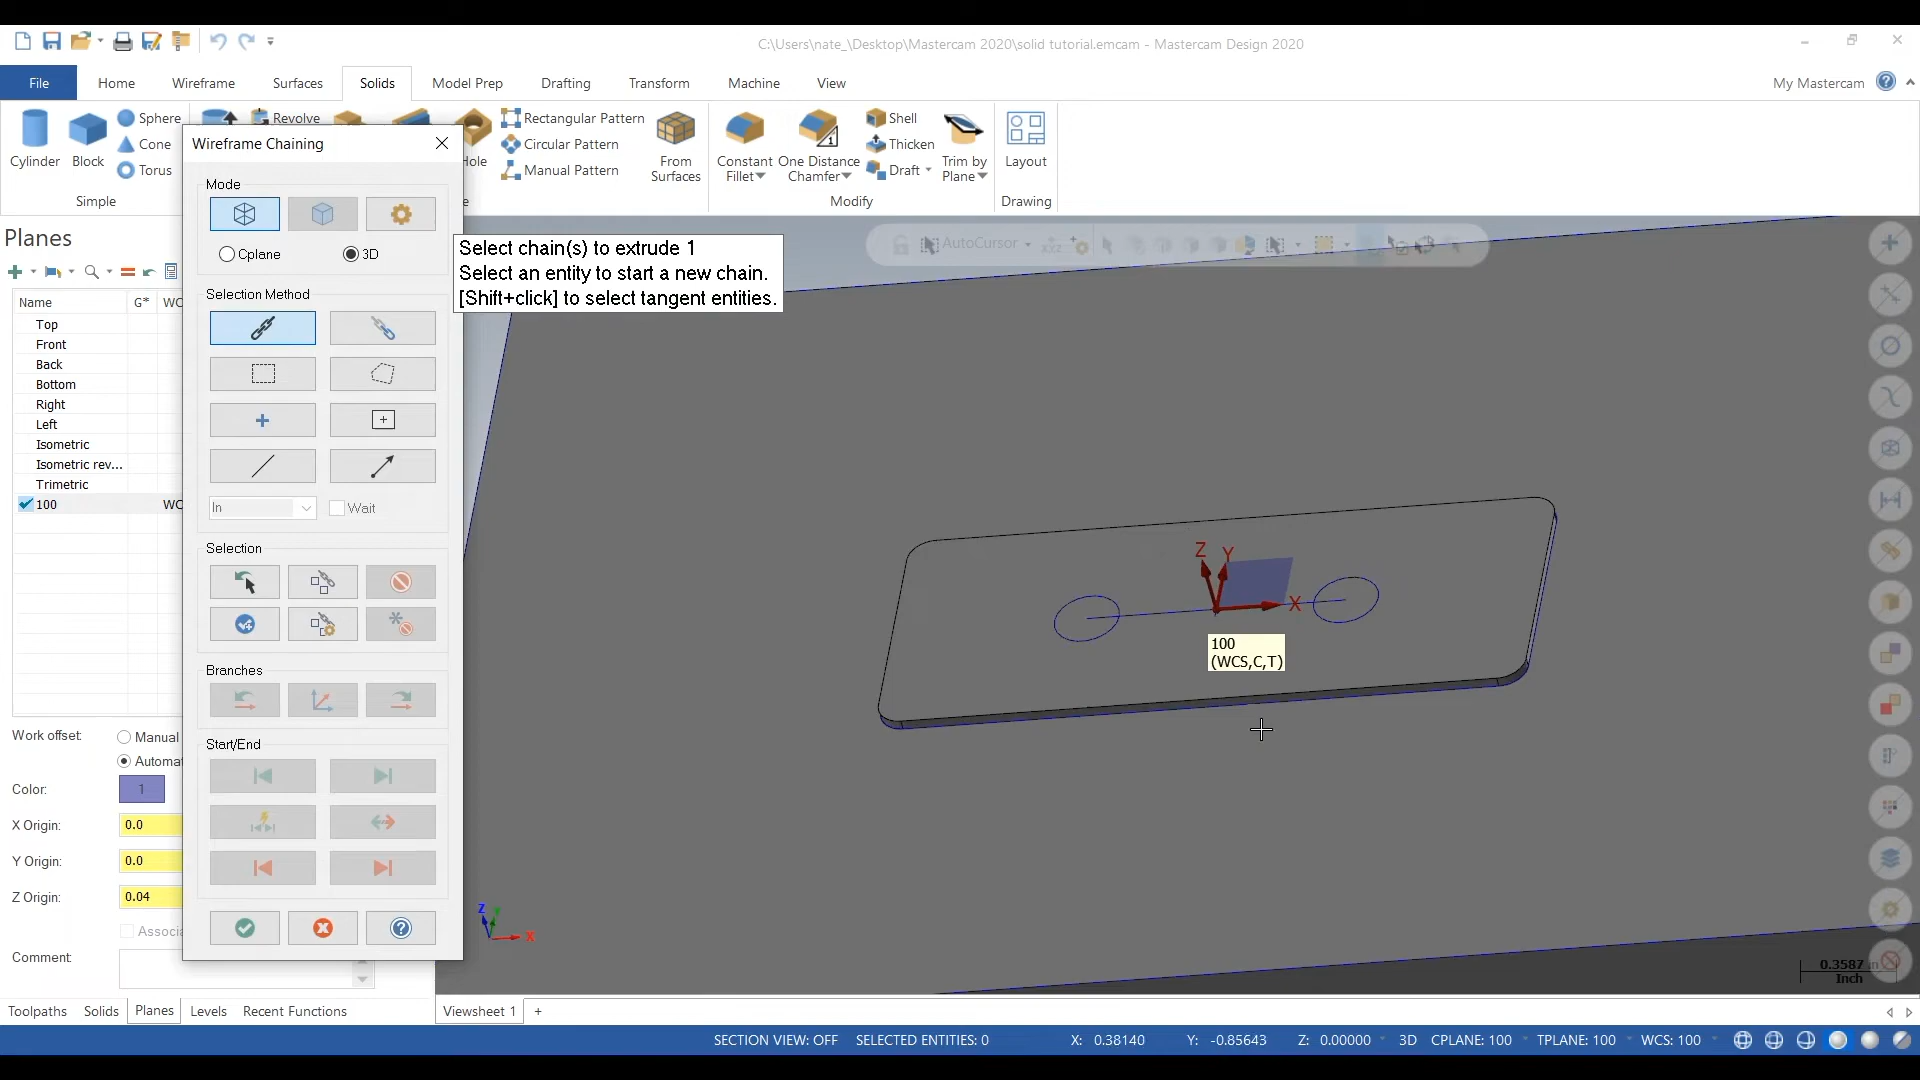 C:\Users\nate_\Desktop\Mastercam 2020\solid tutorial.emcam - Mastercam Design 2020
File Home Wireframe Surfaces Solids Model Prep Drafting Transform Machine View My Mastercam
Cylinder
Block
Sphere
Cone
Torus
Simple
Revolve
Hole
Rectangular Pattern
Circular Pattern
Manual Pattern
From
Surfaces
Constant
Fillet
One Distance
Chamfer
Shell
Thicken
Draft
Trim by
Plane
Modify
Layout
Drawing
Wireframe Chaining
Mode
Cplane
3D
Selection Method
In
Wait
Selection
Branches
Start/End
Select chain(s) to extrude 1
Select an entity to start a new chain.
[Shift+click] to select tangent entities.
AutoCursor
XYZ
Planes
Name G* WC
Top
Front
Back
Bottom
Right
Left
Isometric
Isometric rev...
Trimetric
100 WC
Work offset: Manual
Automat
Color: 1
X Origin: 0.0
Y Origin: 0.0
Z Origin: 0.04
Associa
Comment:
Z Y
X
100
(WCS,C,T)
Z Y
X
0.3587 in
Inch
Toolpaths Solids Planes Levels Recent Functions
Viewsheet 1 +
SECTION VIEW: OFF SELECTED ENTITIES: 0 X: 0.38140 Y: -0.85643 Z: 0.00000 3D CPLANE: 100 TPLANE: 100 WCS: 100